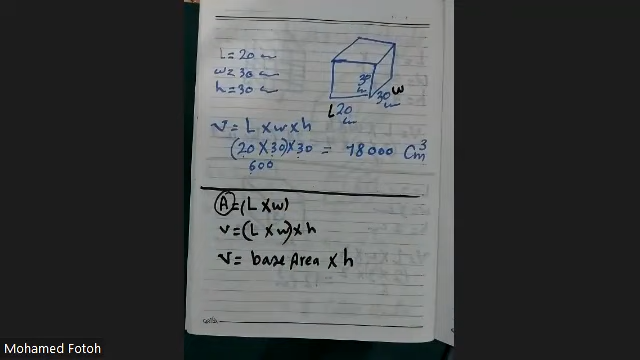 L = 20 cm
w = 30 cm
h = 30 cm
30 cm
30 cm
W
L 20 cm
V = L x w x h
(20 x 30) x 30 = 18000 Cm³
600
A = (L x w)
V = (L x w) x h
V = base Area x h
Mohamed Fotoh